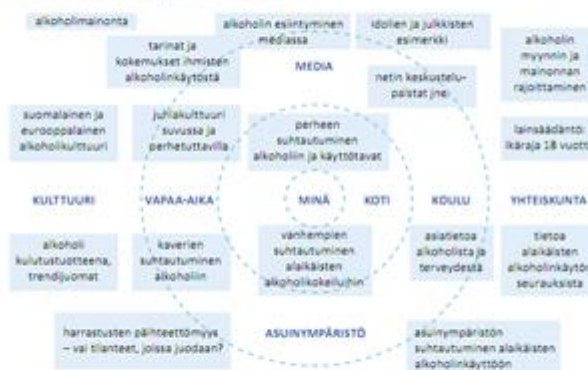 alkoholimainonta
alkoholin esiintyminen
mediassa
idolien ja julkkisten
esimerkki
tarinat ja
kokemukset ihmisten
alkoholinkäytöstä
MEDIA
alkoholin
myynnin ja
mainonnan
rajoittaminen
netin keskustelu-
palstat jne
suomalainen ja
eurooppalainen
alkoholikulttuuri
juhlakulttuuri
suvussa ja
perhetuttavilla
perheen
suhtautuminen
alkoholiin ja käyttötavat
lainsäädäntö:
ikäraja 18 vuott
KULTTUURI
VAPAA-AIKA
MINÄ
KOTI
KOULU
YHTEISKUNTA
alkoholi
kulutustuotteena,
trendijuomat
kaverien
suhtautuminen
alkoholiin
vanhempien
suhtautuminen
alaikäisten
alkoholikokeiluihin
asiatietoa
alkoholista ja
terveydestä
tietoa
alaikäisten
alkoholinkäytön
seurauksista
harrastusten päihteettömyys
– vai tilanteet, joissa juodaan?
ASUINYMPÄRISTÖ
asuinympäristön
suhtautuminen alaikäisten
alkoholinkäyttöön